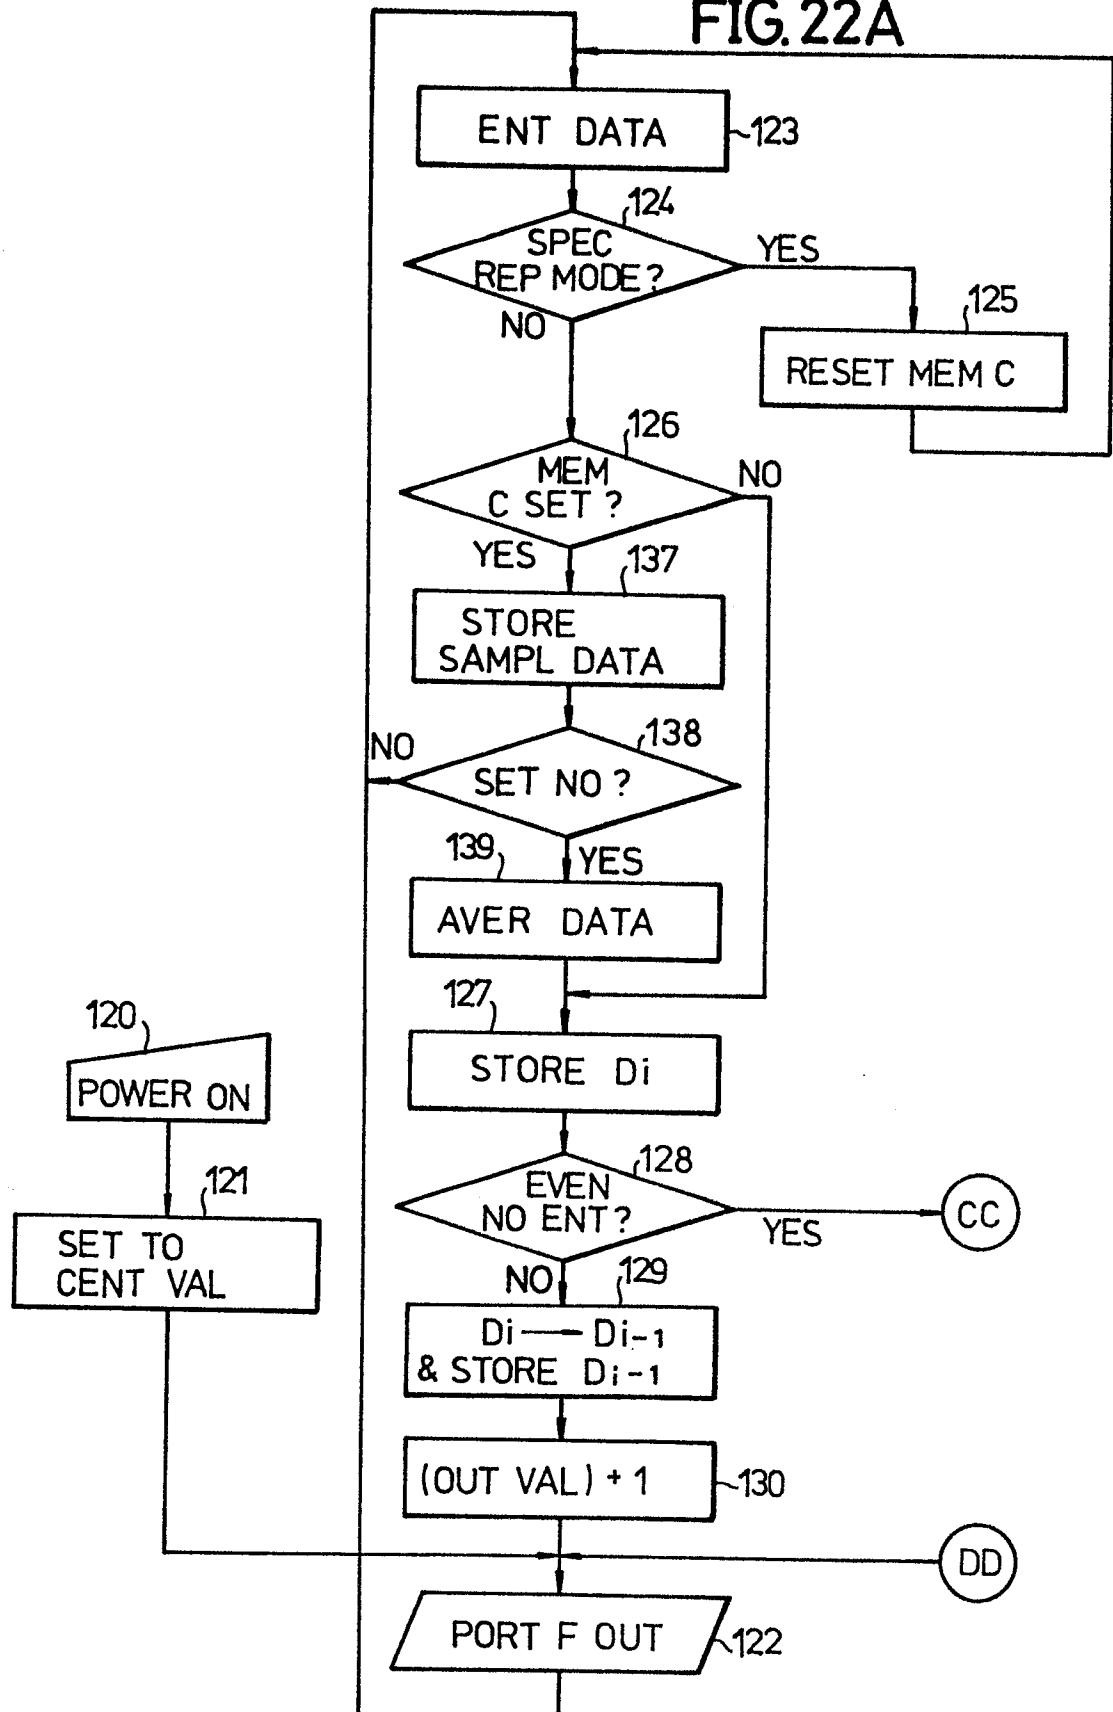 FIG. 22A
ENT DATA
123
124
SPEC
REP MODE?
YES
NO
125
RESET MEM C
126
MEM
C SET ?
NO
YES
137
STORE
SAMPL DATA
138
NO
SET NO ?
139
YES
AVER DATA
127
STORE Di
120
POWER ON
128
EVEN
NO ENT?
YES
CC
121
SET TO
CENT VAL
NO
129
Di → Di-1
& STORE Di-1
(OUT VAL) + 1
130
DD
PORT F OUT
122